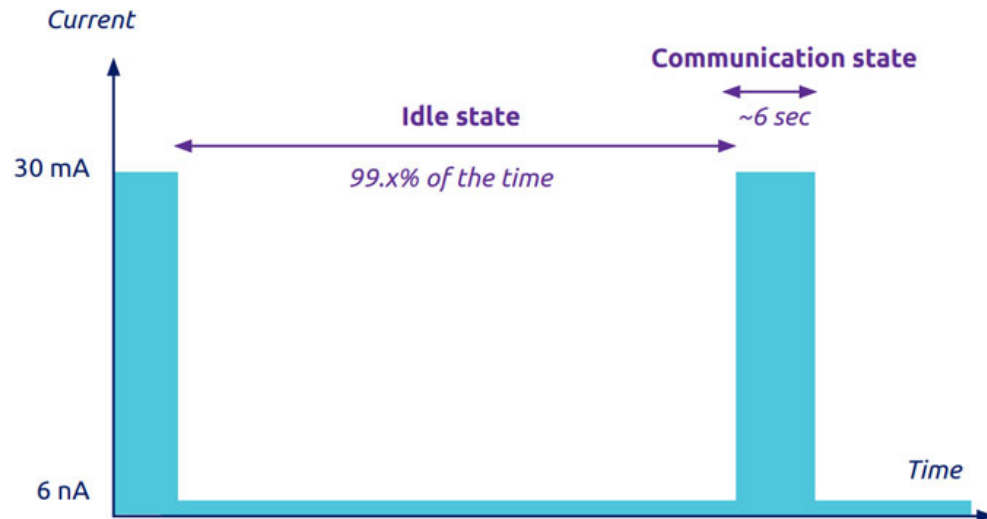 Current
Communication state
~6 sec
Idle state
99.x% of the time
30 mA
6 nA
Time